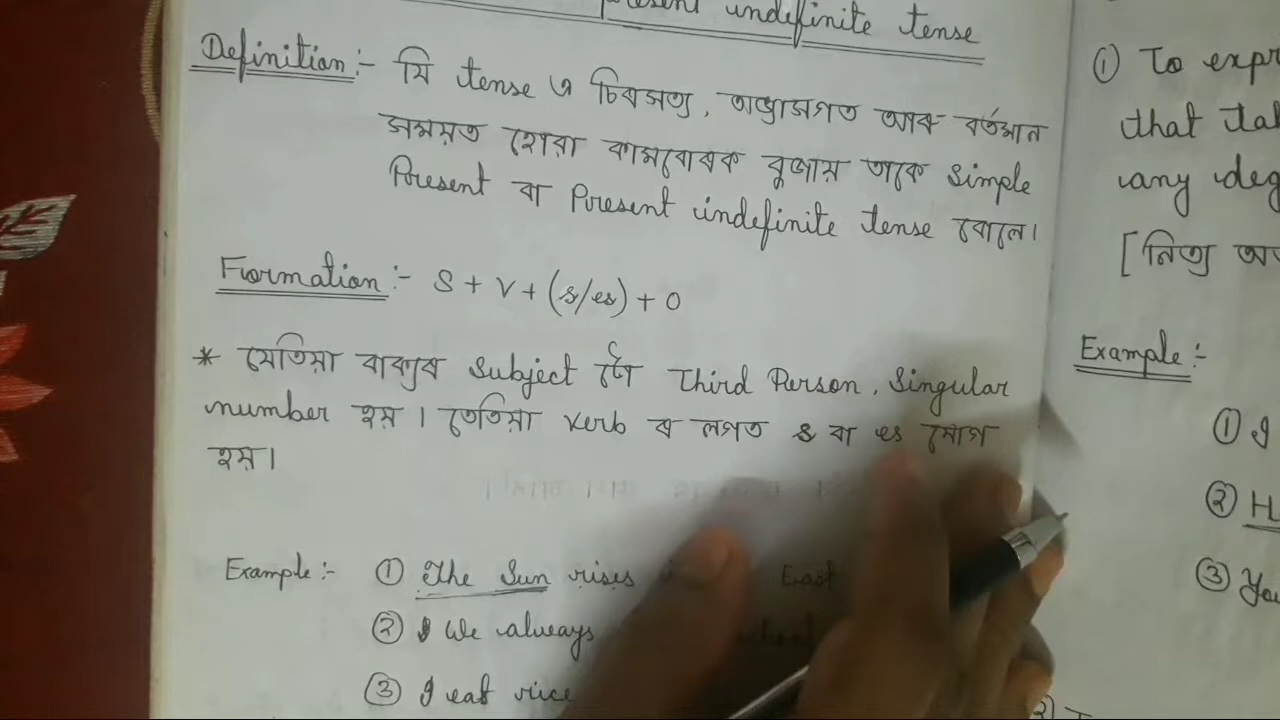 Present indefinite tense
Definition:- যি tense এ চিৰসত্য, অভ্যাসগত আৰু বৰ্তমান
সময়ত হোৱা কামবোৰক বুজায় তাকে Simple
Present বা Present indefinite tense বোলে।
Formation:- S + V + (s/es) + O
* যেতিয়া বাক্যৰ Subject টো Third Person, Singular
number হয়। তেতিয়া verb ৰ লগত s বা es যোগ
হয়।
Example:- ① The Sun rises East
② We always
③ I eat rice
① To expr
that
any deg
[নিত্য
Example:-
① I
② H
③ You